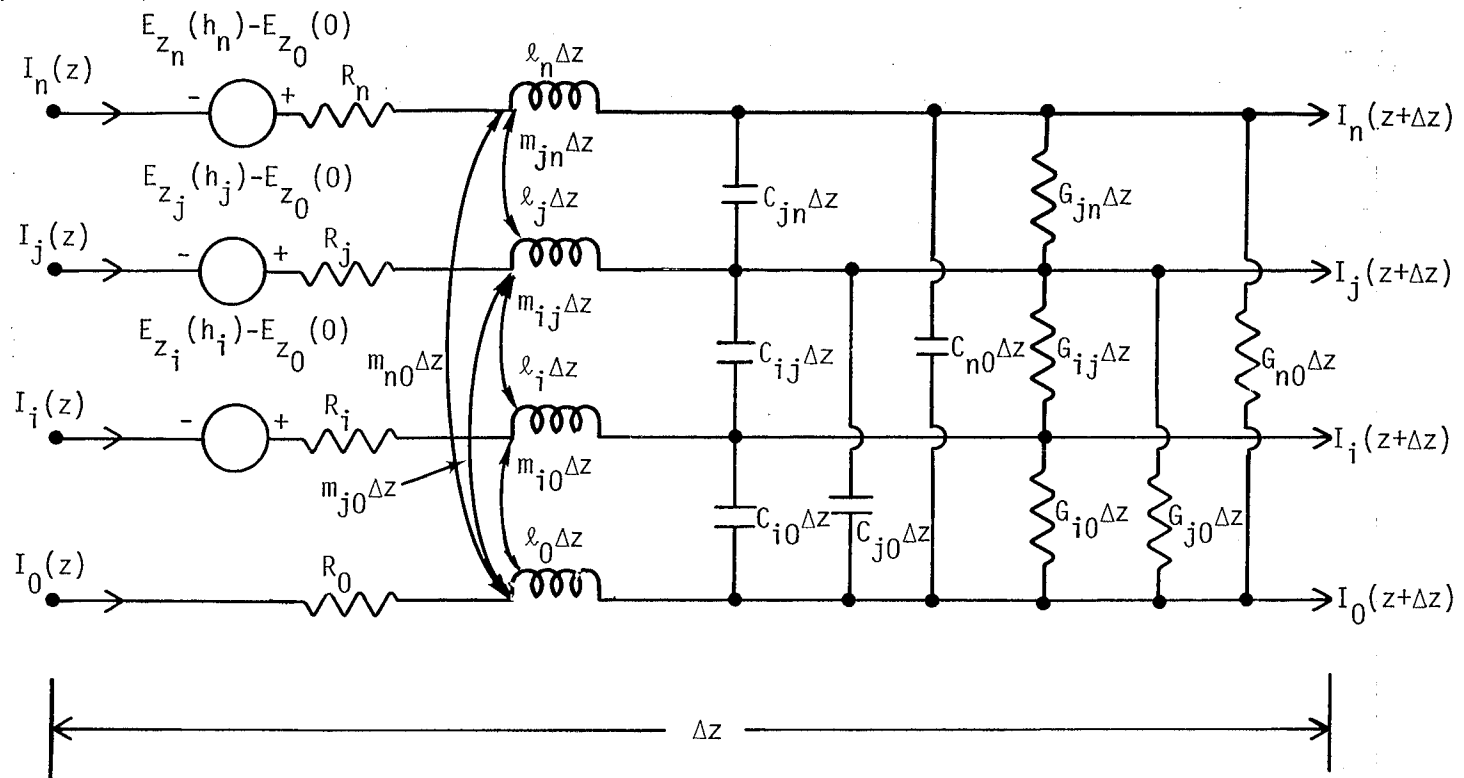 E_{z_n}(h_n)-E_{z_0}(0)
ℓ_nΔz
I_n(z)
- +
R_n
I_n(z+Δz)
m_{jn}Δz
C_{jn}Δz
G_{jn}Δz
E_{z_j}(h_j)-E_{z_0}(0)
ℓ_jΔz
I_j(z)
- +
R_j
I_j(z+Δz)
m_{ij}Δz
E_{z_i}(h_i)-E_{z_0}(0)
m_{n0}Δz
C_{ij}Δz
C_{n0}Δz
G_{ij}Δz
G_{n0}Δz
ℓ_iΔz
I_i(z)
- +
R_i
I_i(z+Δz)
m_{i0}Δz
m_{j0}Δz
C_{i0}Δz
C_{j0}Δz
G_{i0}Δz
G_{j0}Δz
ℓ_0Δz
I_0(z)
R_0
I_0(z+Δz)
Δz